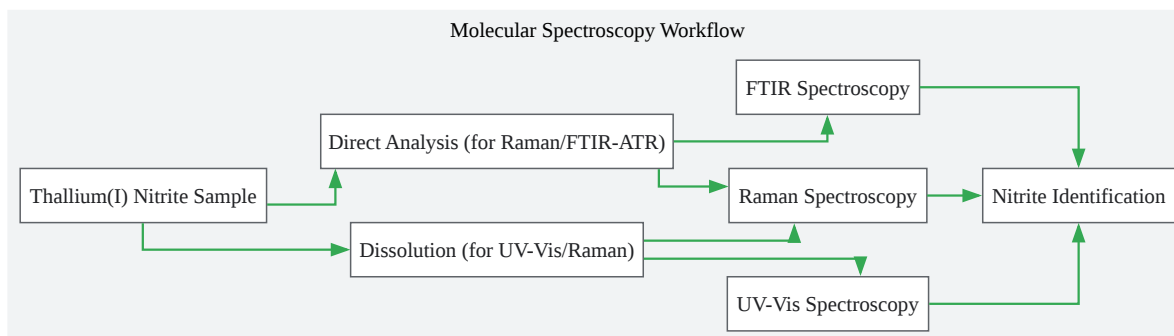 Molecular Spectroscopy Workflow
FTIR Spectroscopy
Direct Analysis (for Raman/FTIR-ATR)
Thallium(I) Nitrite Sample
Raman Spectroscopy
Nitrite Identification
Dissolution (for UV-Vis/Raman)
UV-Vis Spectroscopy